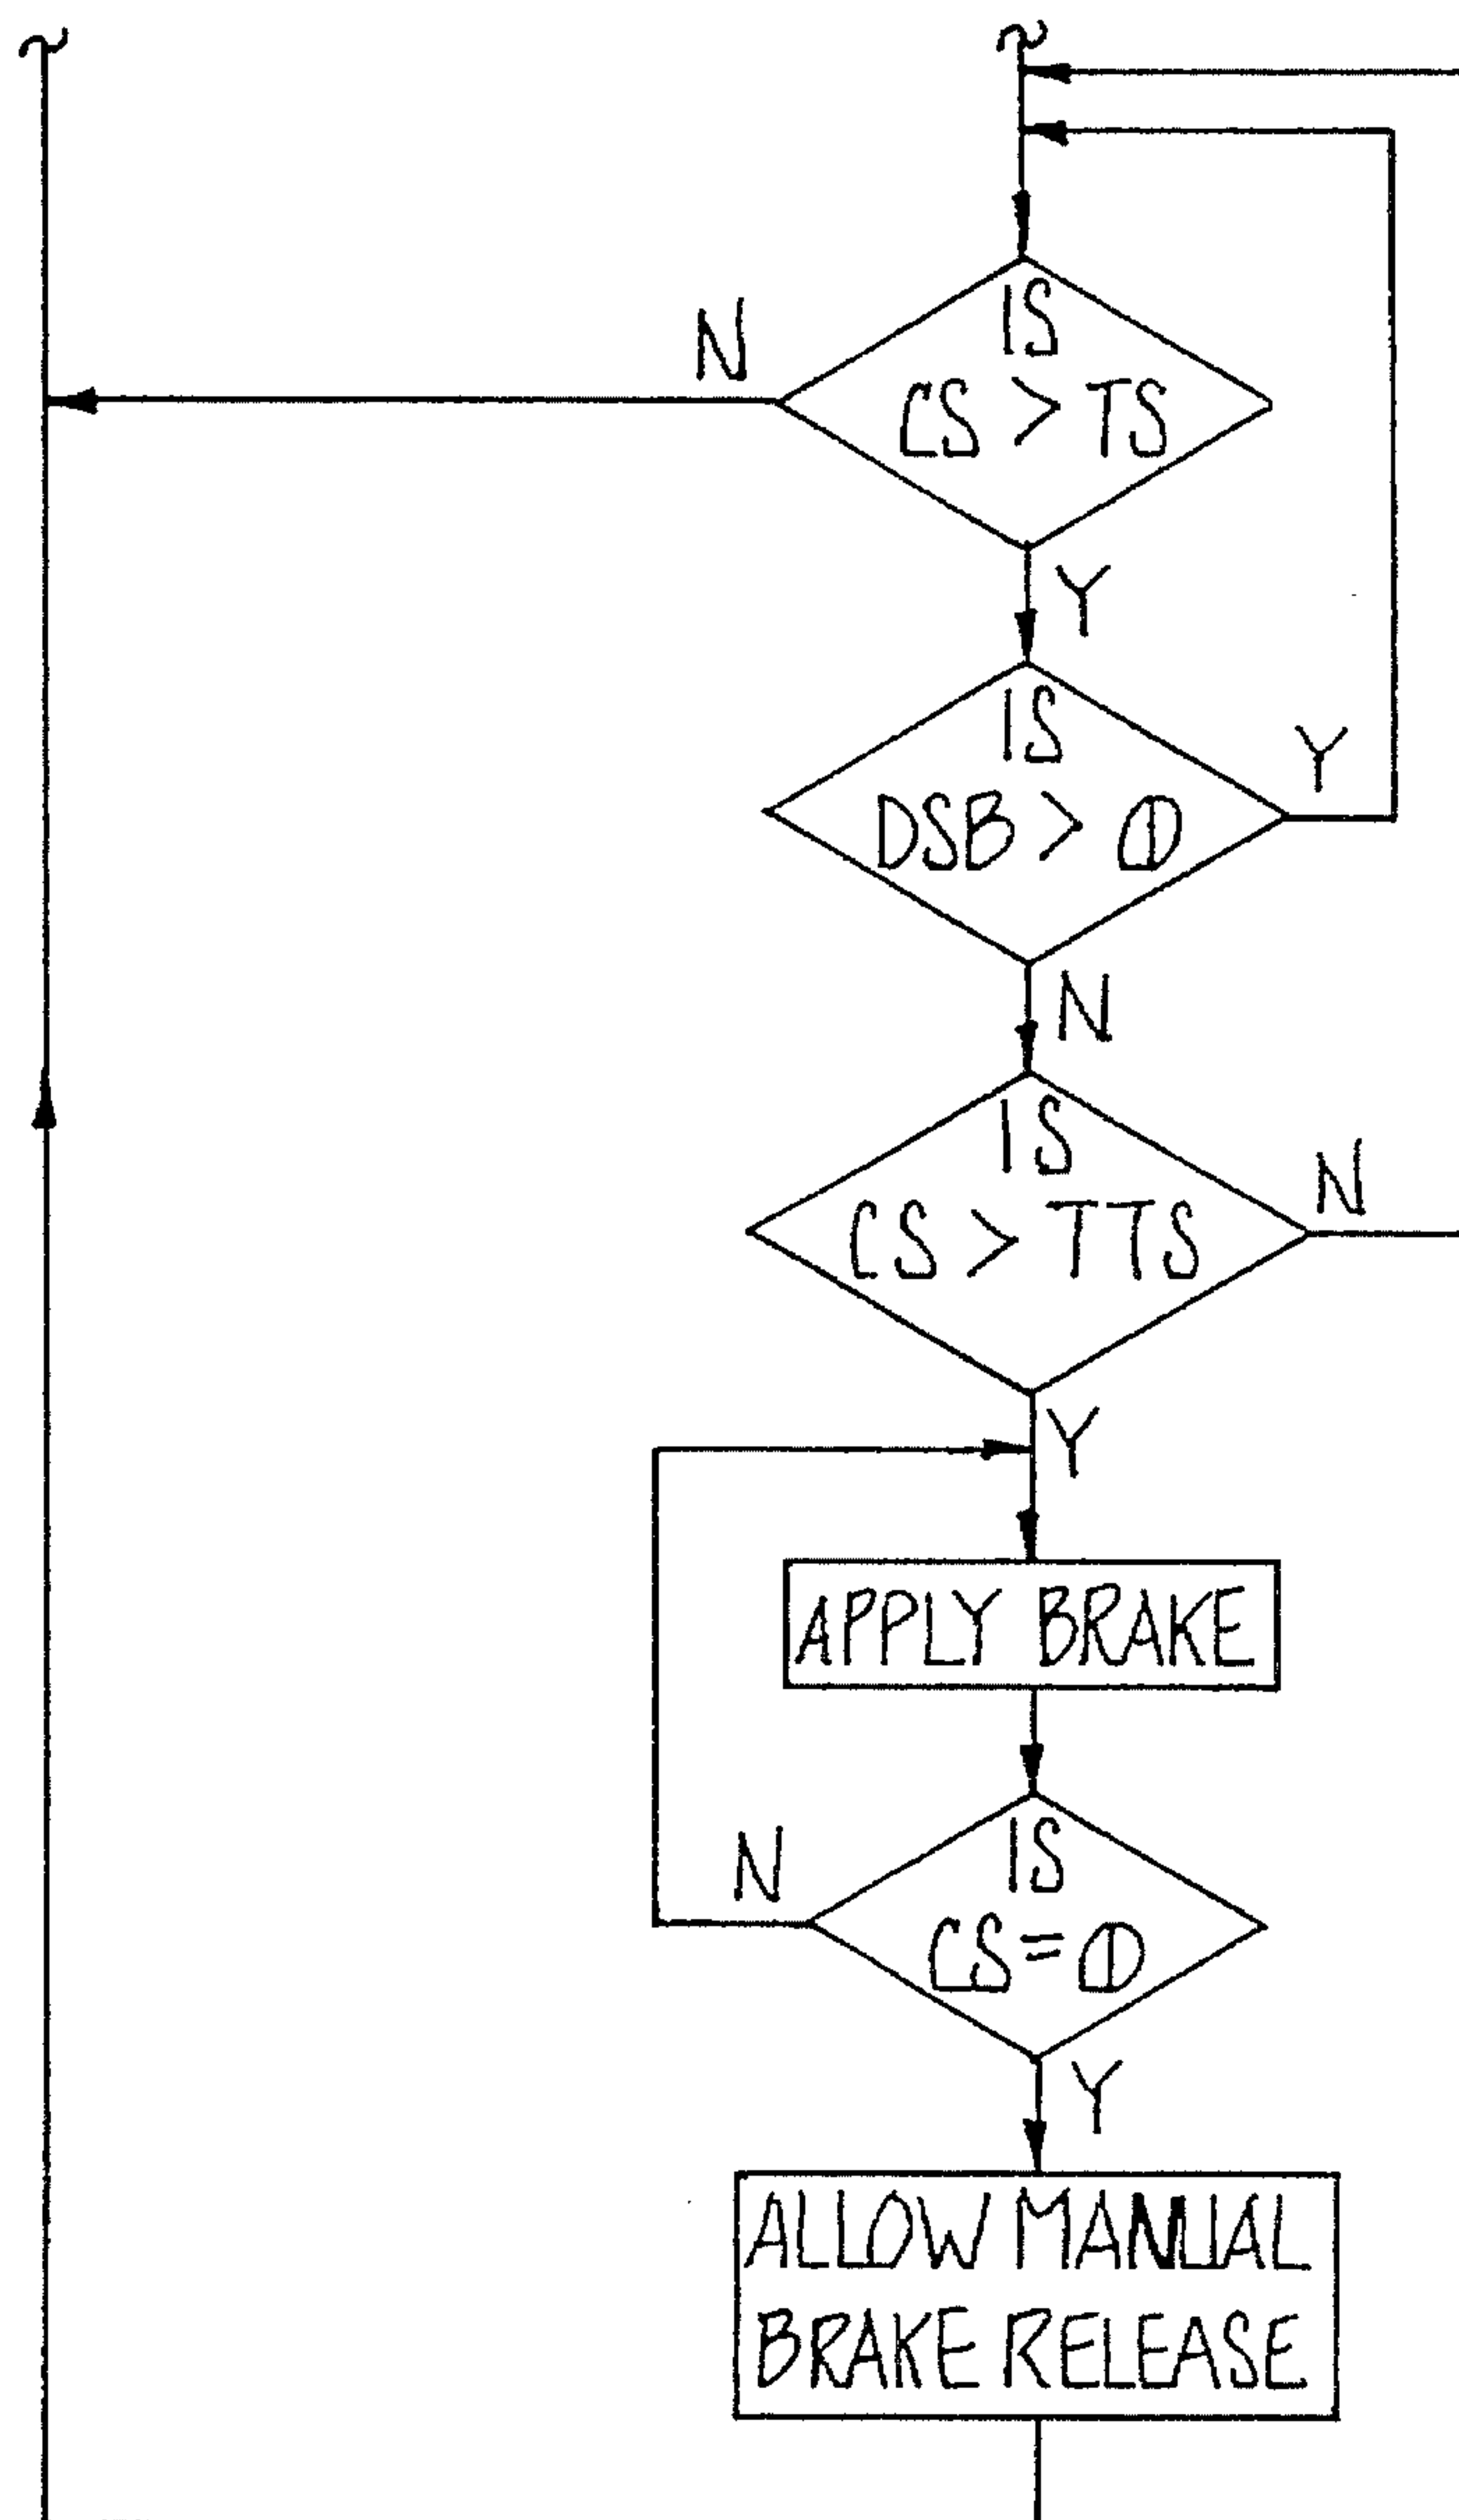 IS
N
CS > TS
Y
IS
Y
DSB > 0
N
IS
N
CS > TTS
Y
APPLY BRAKE
IS
N
CS = 0
Y
ALLOW MANUAL
BRAKE RELEASE